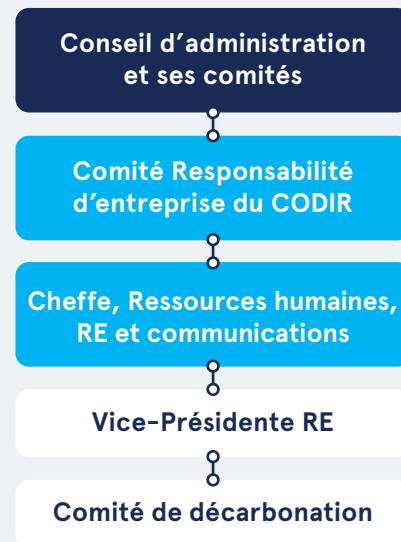 Conseil d'administration
et ses comités
Comité Responsabilité
d'entreprise du CODIR
Cheffe, Ressources humaines,
RE et communications
Vice-Présidente RE
Comité de décarbonation